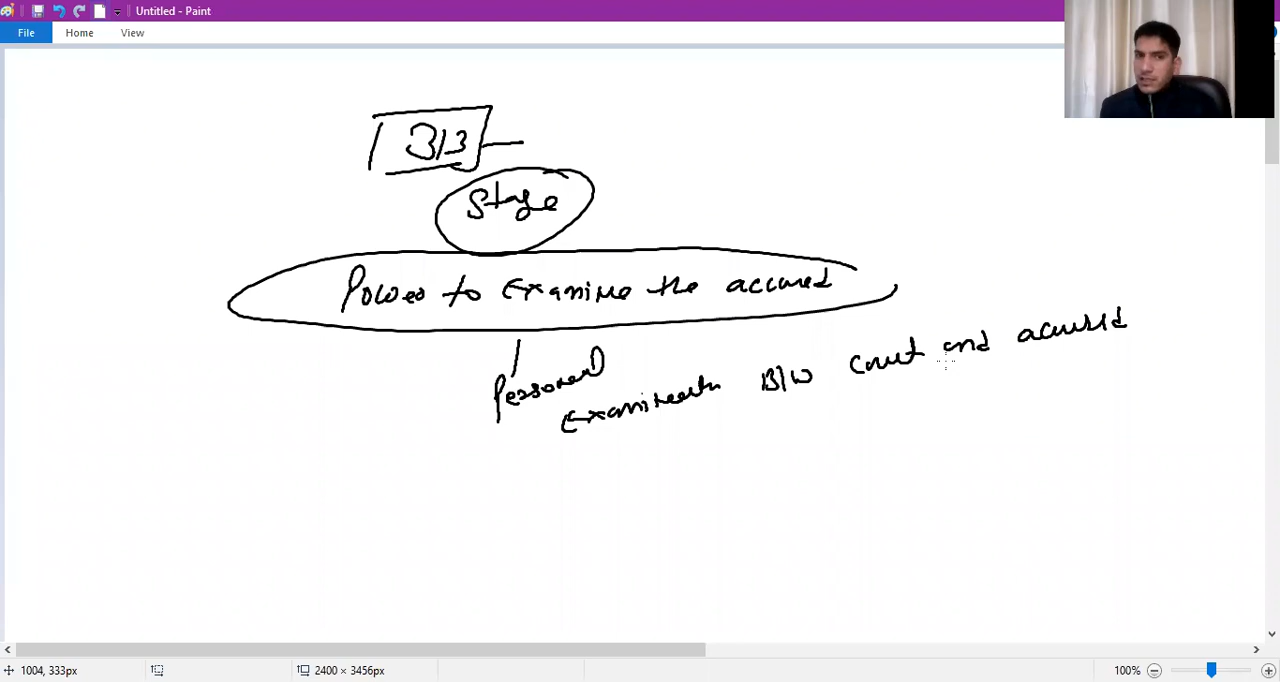 Untitled - Paint
File Home View
313
Stage
Power to Examine the accused
Personal
Examination B/W court and accused
1004, 333px
2400 × 3456px
100%